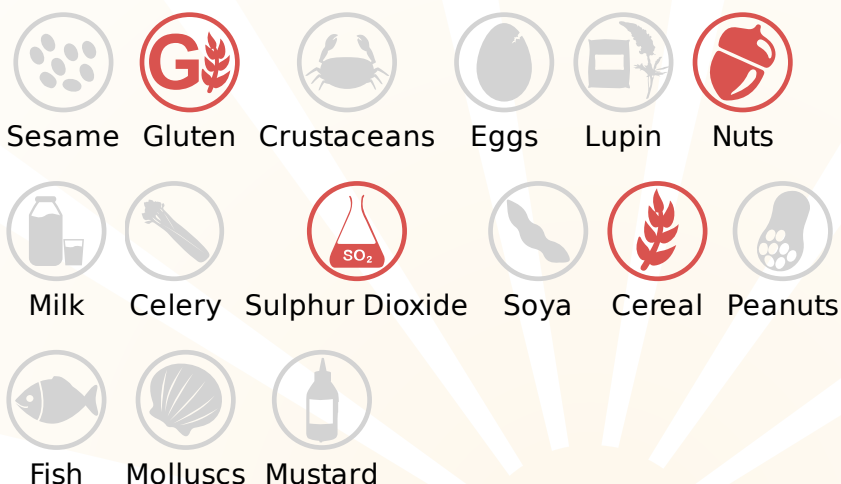 G
Sesame Gluten Crustaceans Eggs Lupin Nuts
SO₂
Milk Celery Sulphur Dioxide Soya Cereal Peanuts
Fish Molluscs Mustard